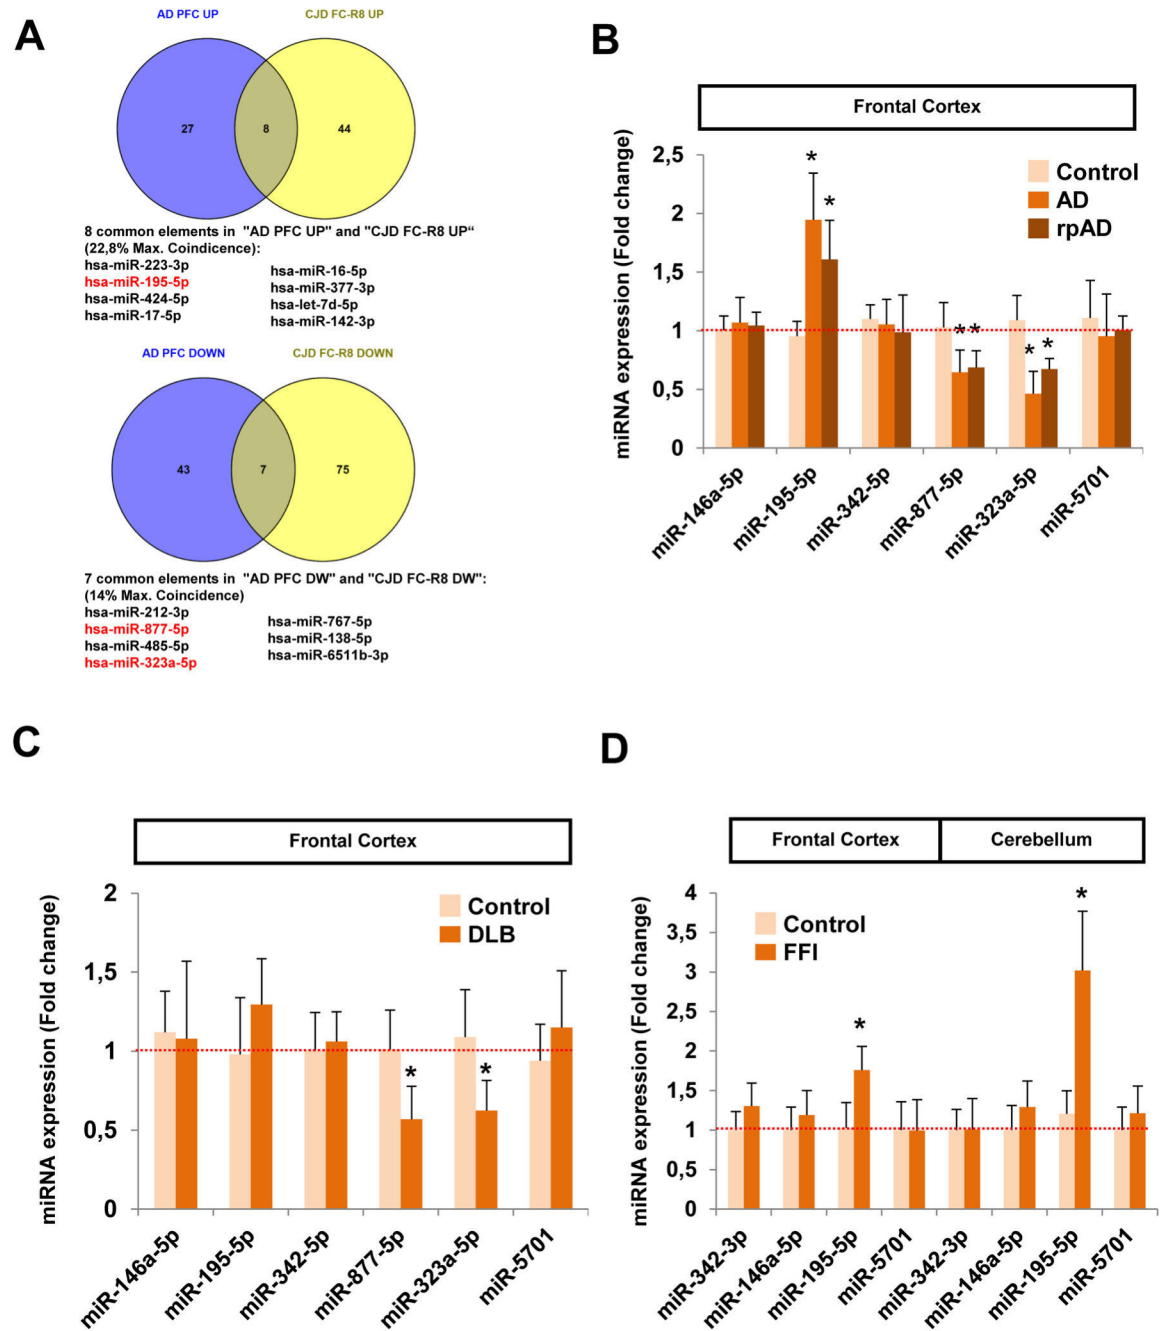 A
AD PFC UP
CJD FC-R8 UP
27
8
44
8 common elements in "AD PFC UP" and "CJD FC-R8 UP“
(22,8% Max. Coindicence):
hsa-miR-223-3p
hsa-miR-195-5p
hsa-miR-424-5p
hsa-miR-17-5p
hsa-miR-16-5p
hsa-miR-377-3p
hsa-let-7d-5p
hsa-miR-142-3p
AD PFC DOWN
CJD FC-R8 DOWN
43
7
75
7 common elements in "AD PFC DW" and "CJD FC-R8 DW":
(14% Max. Coincidence)
hsa-miR-212-3p
hsa-miR-877-5p
hsa-miR-485-5p
hsa-miR-323a-5p
hsa-miR-767-5p
hsa-miR-138-5p
hsa-miR-6511b-3p
B
Frontal Cortex
miRNA expression (Fold change)
2,5
2
1,5
1
0,5
0
Control
AD
rpAD
*
*
* *
*
*
miR-146a-5p
miR-195-5p
miR-342-5p
miR-877-5p
miR-323a-5p
miR-5701
C
Frontal Cortex
miRNA expression (Fold change)
2
1,5
1
0,5
0
Control
DLB
*
*
miR-146a-5p
miR-195-5p
miR-342-5p
miR-877-5p
miR-323a-5p
miR-5701
D
Frontal Cortex
Cerebellum
miRNA expression (Fold change)
4
3,5
3
2,5
2
1,5
1
0,5
0
Control
FFI
*
*
miR-342-3p
miR-146a-5p
miR-195-5p
miR-5701
miR-342-3p
miR-146a-5p
miR-195-5p
miR-5701